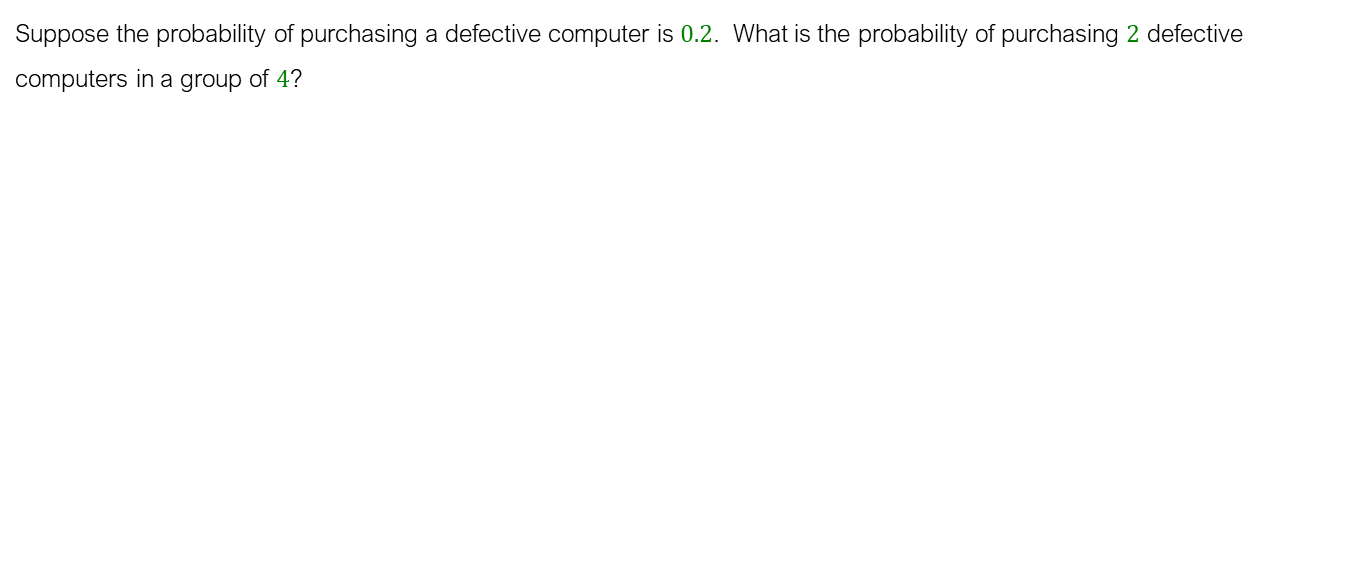 Suppose the probability of purchasing a defective computer is 0.2.  What is the probability of purchasing 2 defective
computers in a group of 4?